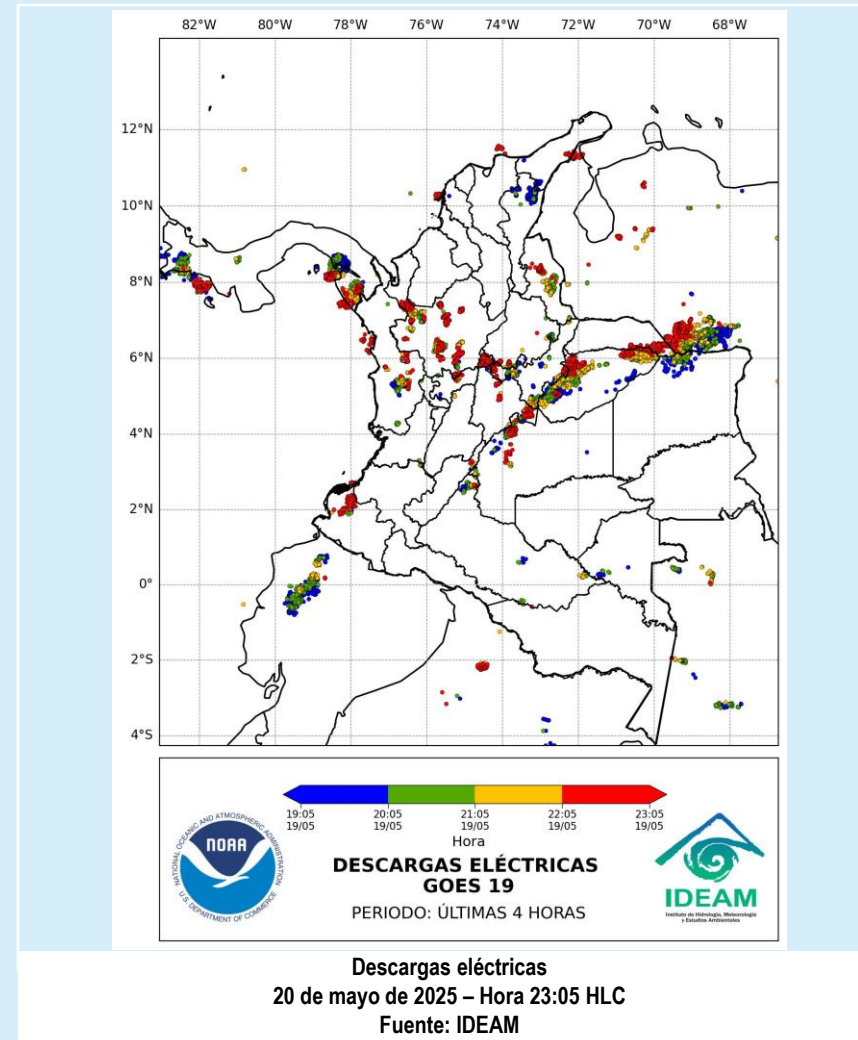 82°W 80°W 78°W 76°W 74°W 72°W 70°W 68°W
12°N
10°N
8°N
6°N
4°N
2°N
0°
2°S
4°S
19:05 20:05 21:05 22:05 23:05
19/05 19/05 19/05 19/05 19/05
Hora
DESCARGAS ELÉCTRICAS
GOES 19
PERIODO: ÚLTIMAS 4 HORAS
NATIONAL OCEANIC AND ATMOSPHERIC ADMINISTRATION
NOAA
U.S. DEPARTMENT OF COMMERCE
IDEAM
Instituto de Hidrología, Meteorología
y Estudios Ambientales
Descargas eléctricas
20 de mayo de 2025 – Hora 23:05 HLC
Fuente: IDEAM